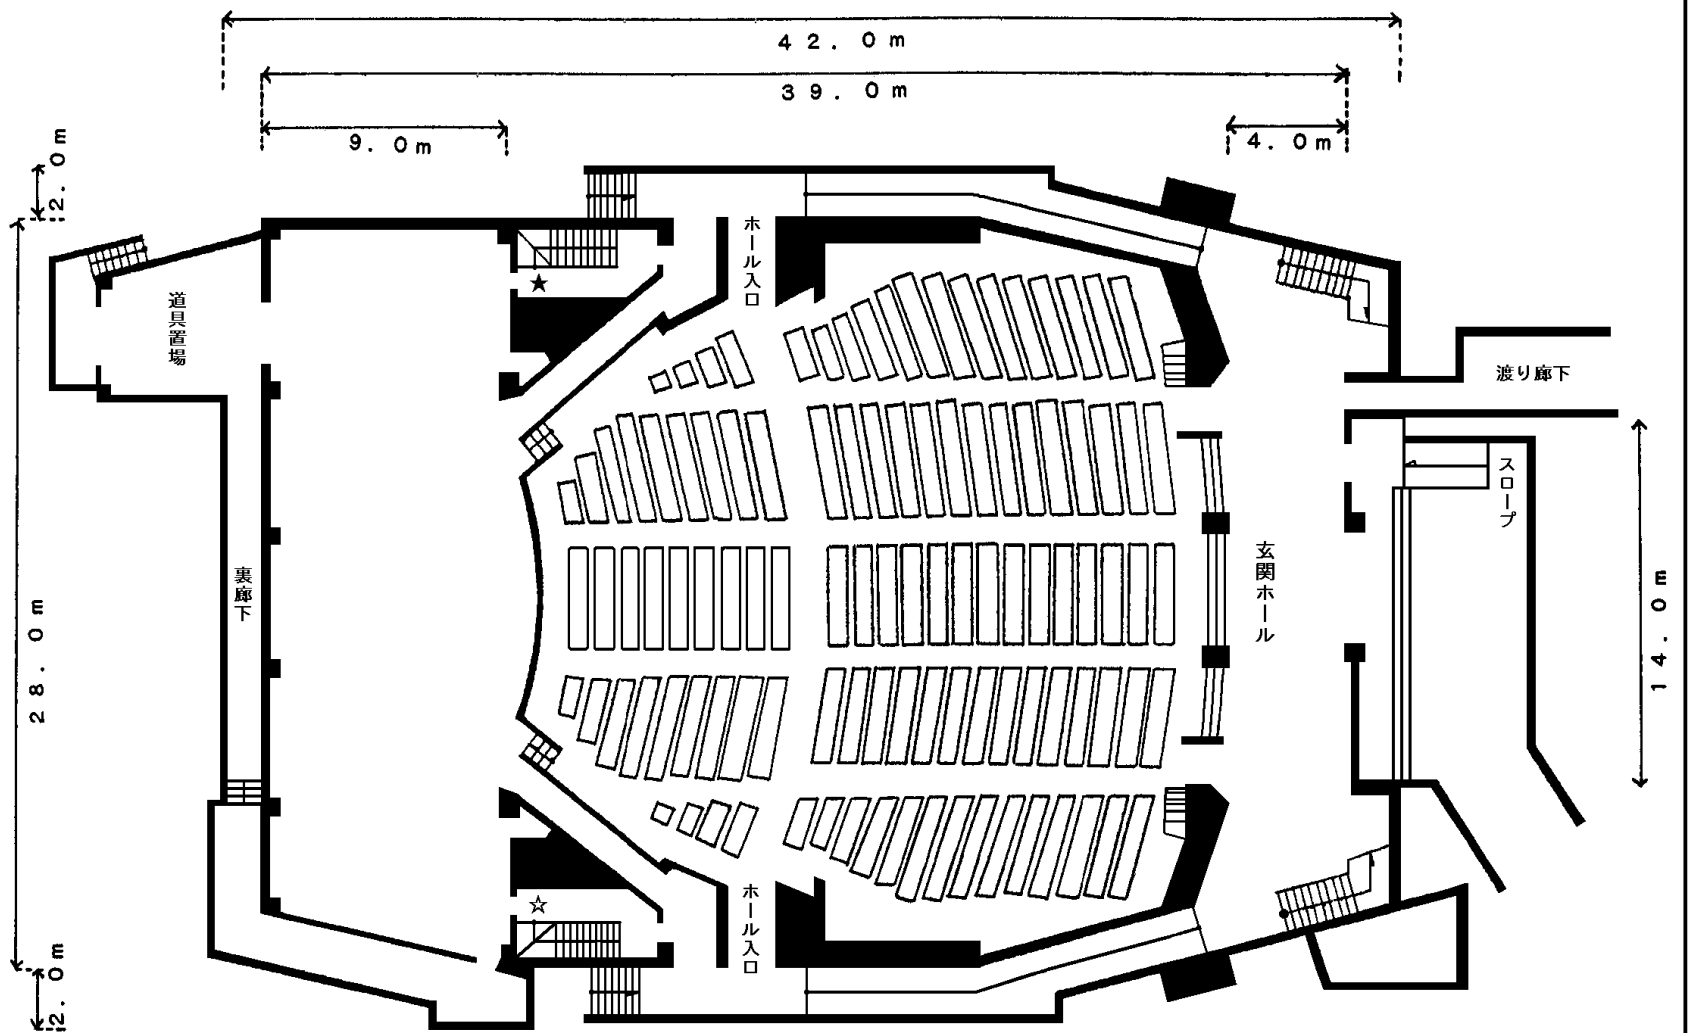 42.0m
39.0m
9.0m
4.0m
2.0m
ホール入口
道具置場
★
渡り廊下
スロープ
玄関ホール
裏廊下
28.0m
14.0m
☆
ホール入口
2.0m